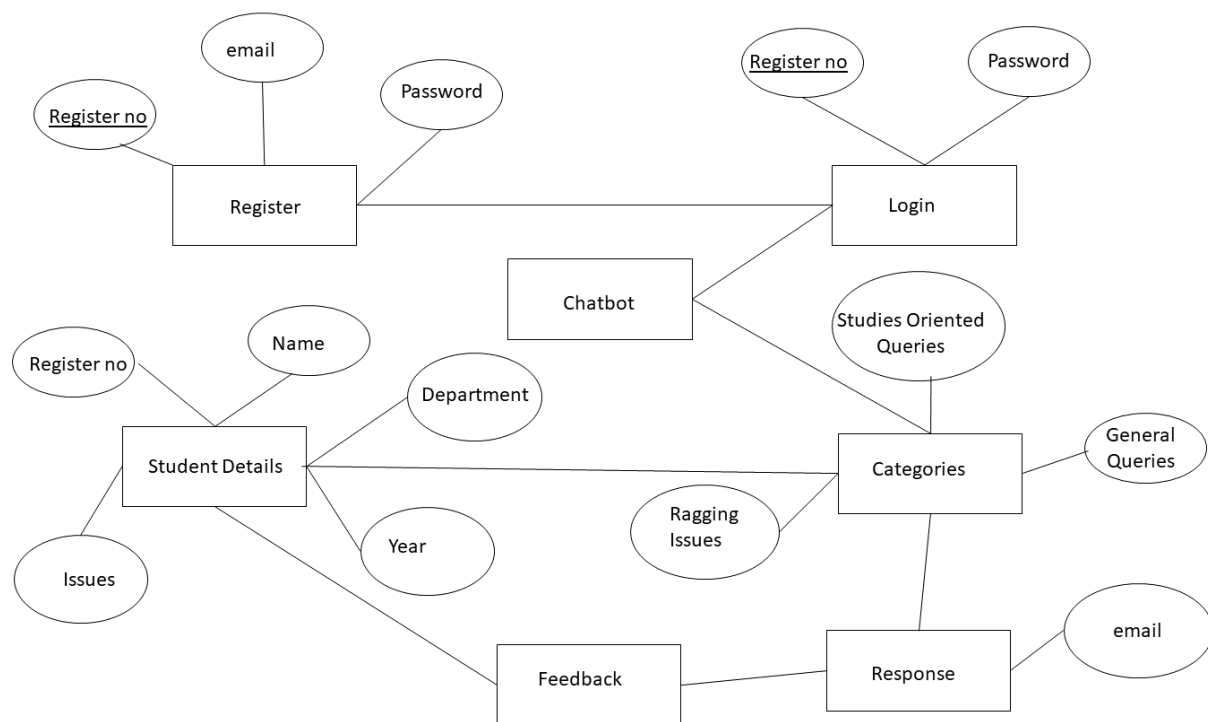 email
Register no
Password
Register no
Password
Register
Login
Chatbot
Studies Oriented
Queries
Register no
Name
Department
General
Queries
Student Details
Categories
Ragging
Issues
Year
Issues
email
Feedback
Response